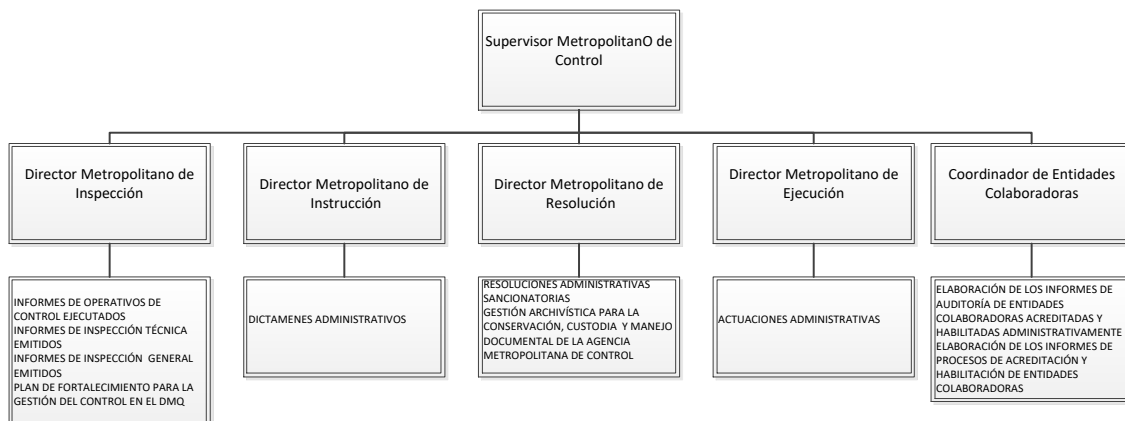 Supervisor MetropolitanO de
Control
Director Metropolitano de
Inspección
Director Metropolitano de
Instrucción
Director Metropolitano de
Resolución
Director Metropolitano de
Ejecución
Coordinador de Entidades
Colaboradoras
INFORMES DE OPERATIVOS DE
CONTROL EJECUTADOS
INFORMES DE INSPECCIÓN TÉCNICA
EMITIDOS
INFORMES DE INSPECCIÓN GENERAL
EMITIDOS
PLAN DE FORTALECIMIENTO PARA LA
GESTIÓN DEL CONTROL EN EL DMQ
DICTAMENES ADMINISTRATIVOS
RESOLUCIONES ADMINISTRATIVAS
SANCIONATORIAS
GESTIÓN ARCHIVÍSTICA PARA LA
CONSERVACIÓN, CUSTODIA Y MANEJO
DOCUMENTAL DE LA AGENCIA
METROPOLITANA DE CONTROL
ACTUACIONES ADMINISTRATIVAS
ELABORACIÓN DE LOS INFORMES DE
AUDITORÍA DE ENTIDADES
COLABORADORAS ACREDITADAS Y
HABILITADAS ADMINISTRATIVAMENTE
ELABORACIÓN DE LOS INFORMES DE
PROCESOS DE ACREDITACIÓN Y
HABILITACIÓN DE ENTIDADES
COLABORADORAS